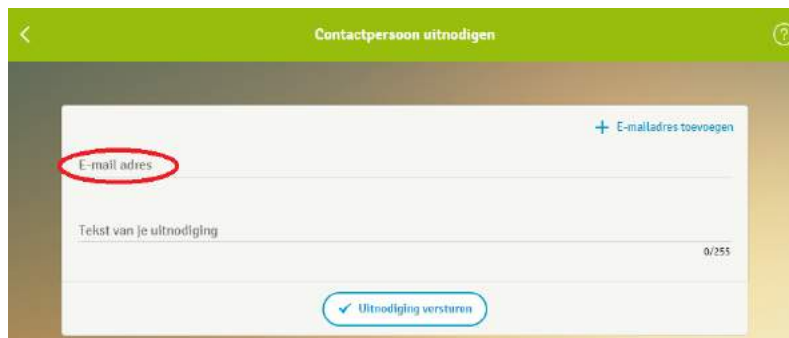 Contactpersoon uitnodigen
E-mailadres toevoegen
E-mail adres
Tekst van je uitnodiging
0/255
Uitnodiging versturen